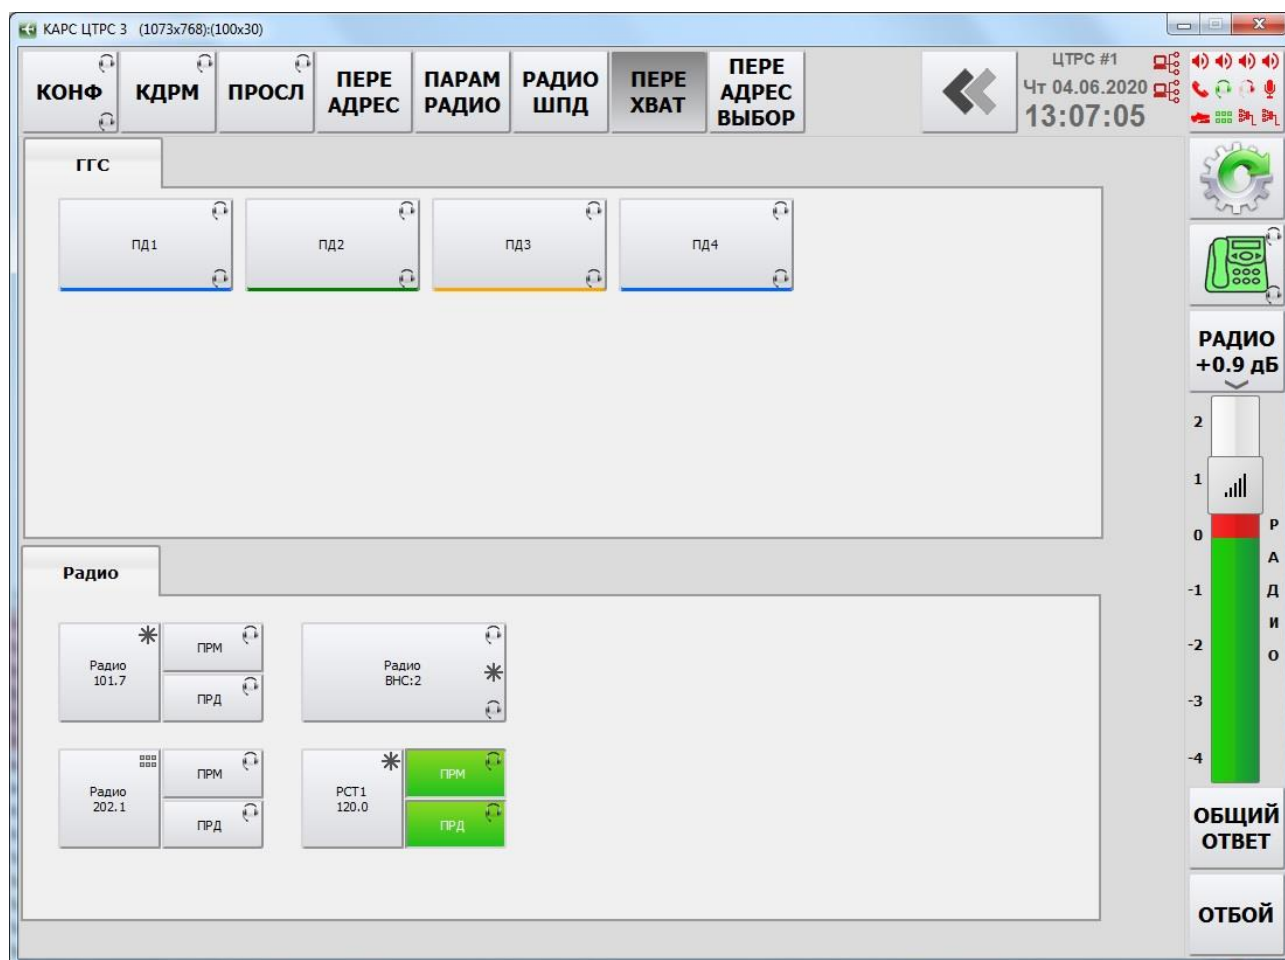 КАРС ЦТРС 3 (1073x768):(100x30)
КОНФ
КДРМ
ПРОСЛ
ПЕРЕ
АДРЕС
ПАРАМ
РАДИО
РАДИО
ШПД
ПЕРЕ
ХВАТ
ПЕРЕ
АДРЕС
ВЫБОР
ЦТРС #1
Чт 04.06.2020
13:07:05
ГГС
ПД1
ПД2
ПД3
ПД4
РАДИО
+0.9 дБ
2
1
0
-1
-2
-3
-4
Р
А
Д
И
О
Радио
Радио
101.7
ПРМ
ПРД
Радио
ВНС:2
Радио
202.1
ПРМ
ПРД
РСТ1
120.0
ПРМ
ПРД
ОБЩИЙ
ОТВЕТ
ОТБОЙ